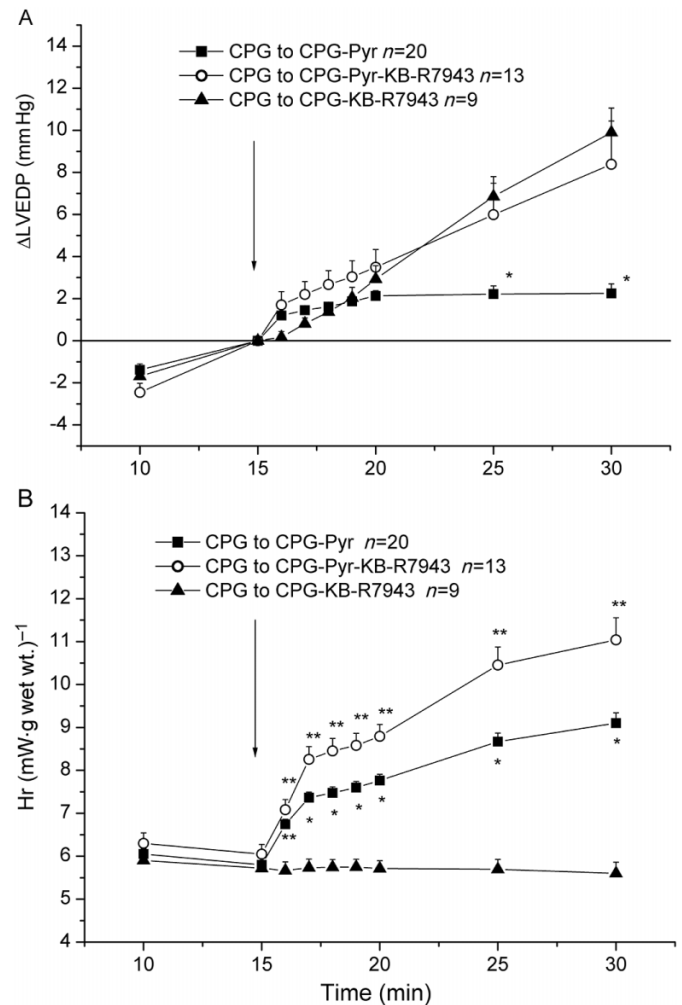 A
CPG to CPG-Pyr n=20
CPG to CPG-Pyr-KB-R7943 n=13
CPG to CPG-KB-R7943 n=9
ΔLVEDP (mmHg)
14
12
10
8
6
4
2
0
-2
-4
* *
10 15 20 25 30
B
CPG to CPG-Pyr n=20
CPG to CPG-Pyr-KB-R7943 n=13
CPG to CPG-KB-R7943 n=9
Hr (mW·g wet wt.)⁻¹
14
13
12
11
10
9
8
7
6
5
4
** ** ** ** ** ** **
** * * * * * *
10 15 20 25 30
Time (min)